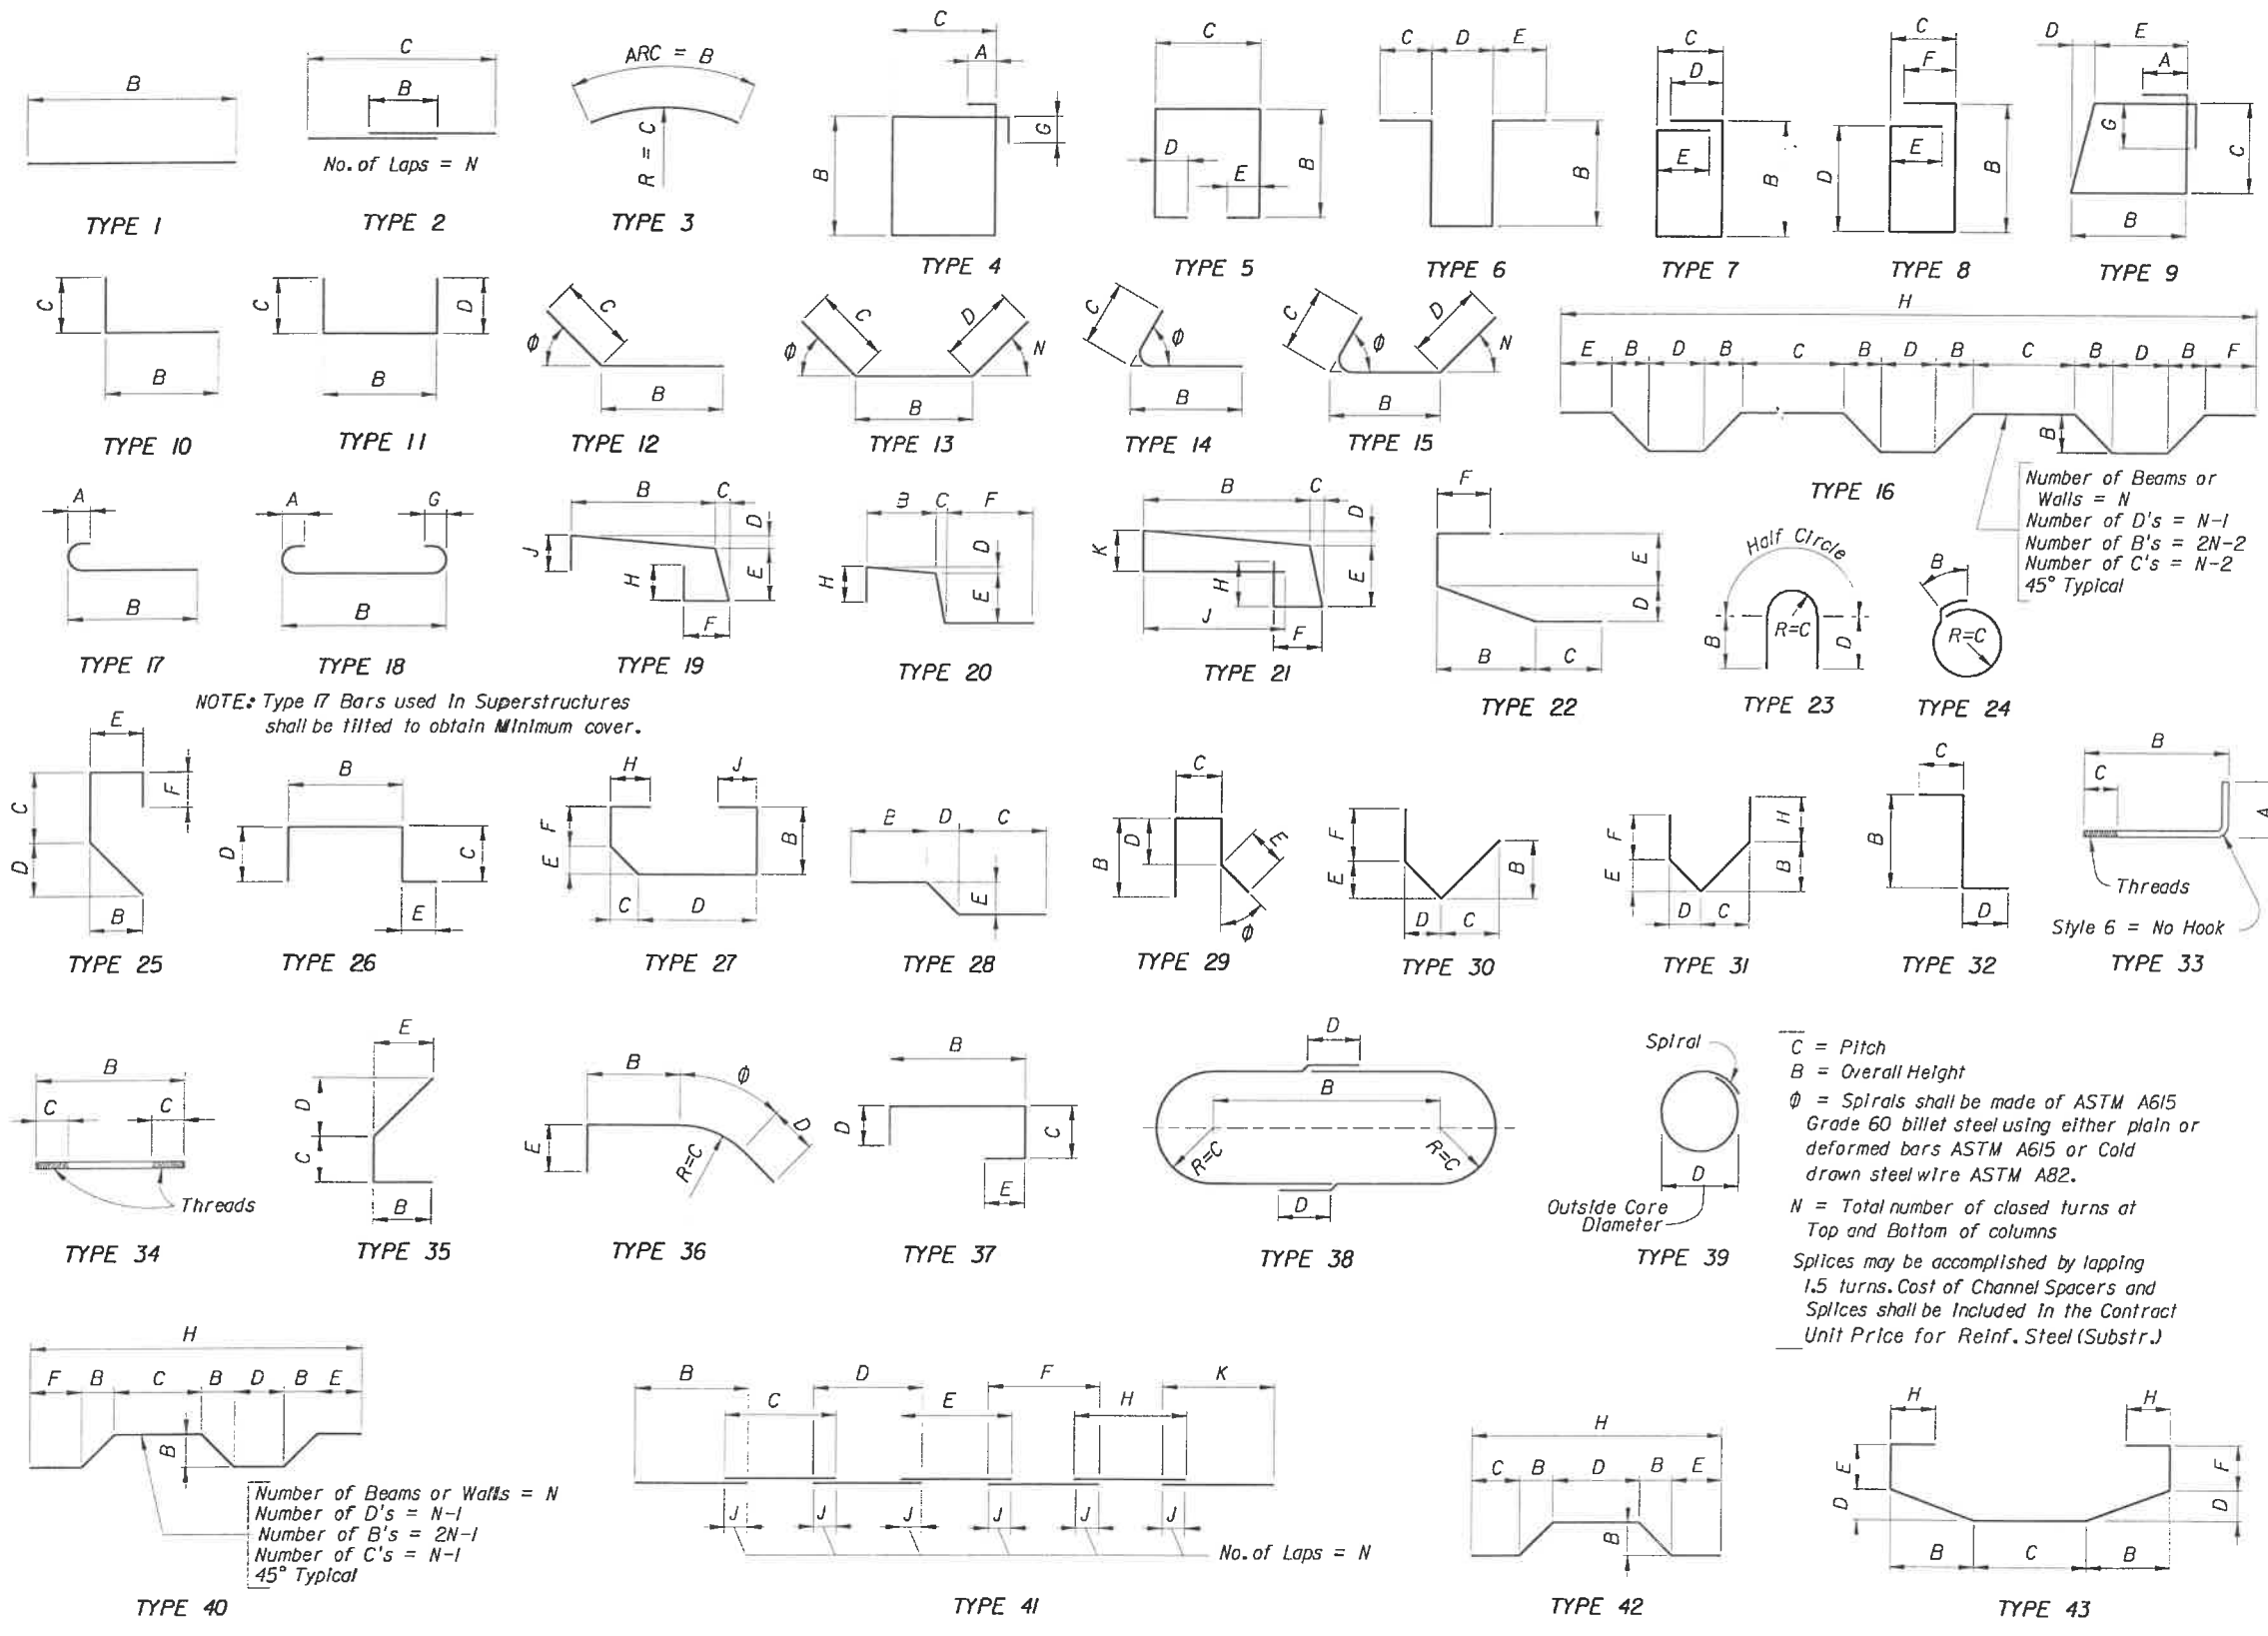 B
TYPE 1
C
B
No. of Laps = N
TYPE 2
ARC = B
R = C
TYPE 3
C
A
G
B
TYPE 4
C
D
E
B
TYPE 5
C D E
B
TYPE 6
C
D
E
B
TYPE 7
C
F
E
D
B
TYPE 8
D E
A
G
C
B
TYPE 9
C
B
TYPE 10
C
D
B
TYPE 11
C
ϕ
B
TYPE 12
C
D
ϕ
N
B
TYPE 13
C
ϕ
B
TYPE 14
C
D
ϕ
N
B
TYPE 15
H
E B D B C B D B C B D B F
B
TYPE 16
Number of Beams or
Walls = N
Number of D's = N-1
Number of B's = 2N-2
Number of C's = N-2
45° Typical
A
B
TYPE 17
A G
B
TYPE 18
NOTE: Type 17 Bars used in Superstructures
shall be tilted to obtain Minimum cover.
B C
D
J
H
E
F
TYPE 19
B C F
D
H
E
TYPE 20
B C
D
K
H
E
J
F
TYPE 21
F
E
D
B C
TYPE 22
Half Circle
R=C
B
D
TYPE 23
B
R=C
TYPE 24
E
C
F
D
B
TYPE 25
B
D
C
E
TYPE 26
H J
F
E
B
C D
TYPE 27
B D C
E
TYPE 28
C
B
D
E
ϕ
TYPE 29
F
E
B
D C
TYPE 30
F
E
H
B
D C
TYPE 31
C
B
D
TYPE 32
B
C
A
Threads
Style 6 = No Hook
TYPE 33
B
C C
Threads
TYPE 34
E
D
C
B
TYPE 35
B ϕ
D
E
R=C
TYPE 36
B
D
C
E
TYPE 37
D
B
R=C R=C
D
TYPE 38
Spiral
D
Outside Core
Diameter
TYPE 39
C = Pitch
B = Overall Height
ϕ = Spirals shall be made of ASTM A615
Grade 60 billet steel using either plain or
deformed bars ASTM A615 or Cold
drawn steel wire ASTM A82.
N = Total number of closed turns at
Top and Bottom of columns
Splices may be accomplished by lapping
1.5 turns. Cost of Channel Spacers and
Splices shall be included in the Contract
Unit Price for Reinf. Steel (Substr.)
H
F B C B D B E
B
Number of Beams or Walls = N
Number of D's = N-1
Number of B's = 2N-1
Number of C's = N-1
45° Typical
TYPE 40
B D F K
C E H
J J J J J J
No. of Laps = N
TYPE 41
H
C B D B E
B
TYPE 42
H H
E
D
F
D
B C B
TYPE 43